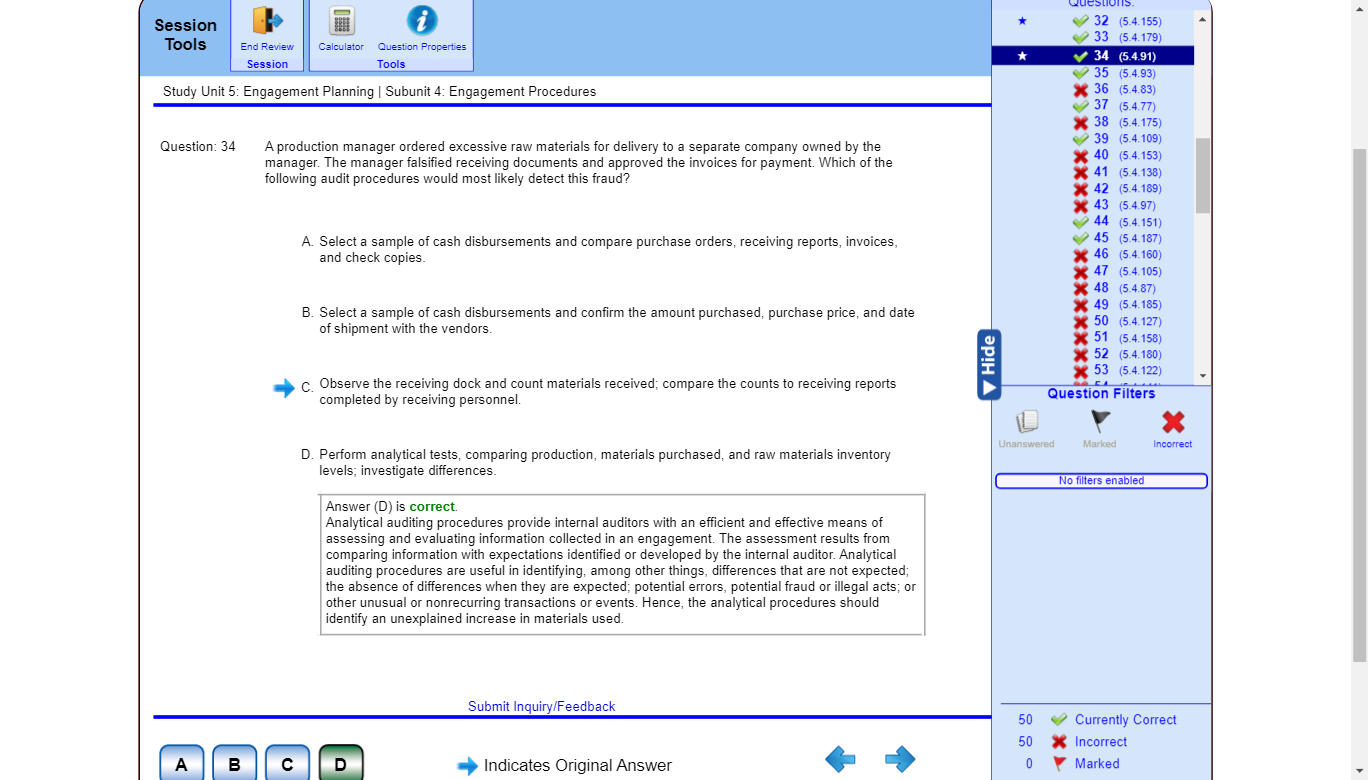 Session Tools
End Review
Session
Calculator
Question Properties
Tools
Study Unit 5: Engagement Planning | Subunit 4: Engagement Procedures
Question: 34
A production manager ordered excessive raw materials for delivery to a separate company owned by the
manager. The manager falsified receiving documents and approved the invoices for payment. Which of the
following audit procedures would most likely detect this fraud?
A. Select a sample of cash disbursements and compare purchase orders, receiving reports, invoices,
and check copies.
B. Select a sample of cash disbursements and confirm the amount purchased, purchase price, and date
of shipment with the vendors.
C. Observe the receiving dock and count materials received; compare the counts to receiving reports
completed by receiving personnel.
D. Perform analytical tests, comparing production, materials purchased, and raw materials inventory
levels; investigate differences.
Answer (D) is correct.
Analytical auditing procedures provide internal auditors with an efficient and effective means of
assessing and evaluating information collected in an engagement. The assessment results from
comparing information with expectations identified or developed by the internal auditor. Analytical
auditing procedures are useful in identifying, among other things, differences that are not expected;
the absence of differences when they are expected; potential errors, potential fraud or illegal acts; or
other unusual or nonrecurring transactions or events. Hence, the analytical procedures should
identify an unexplained increase in materials used.
Submit Inquiry/Feedback
A B C D
Indicates Original Answer
Questions:
32 (5.4.155)
33 (5.4.179)
34 (5.4.91)
35 (5.4.93)
36 (5.4.83)
37 (5.4.77)
38 (5.4.175)
39 (5.4.109)
40 (5.4.153)
41 (5.4.138)
42 (5.4.189)
43 (5.4.97)
44 (5.4.151)
45 (5.4.187)
46 (5.4.160)
47 (5.4.105)
48 (5.4.87)
49 (5.4.185)
50 (5.4.127)
51 (5.4.158)
52 (5.4.180)
53 (5.4.122)
Hide
Question Filters
Unanswered
Marked
Incorrect
No filters enabled
50 Currently Correct
50 Incorrect
0 Marked